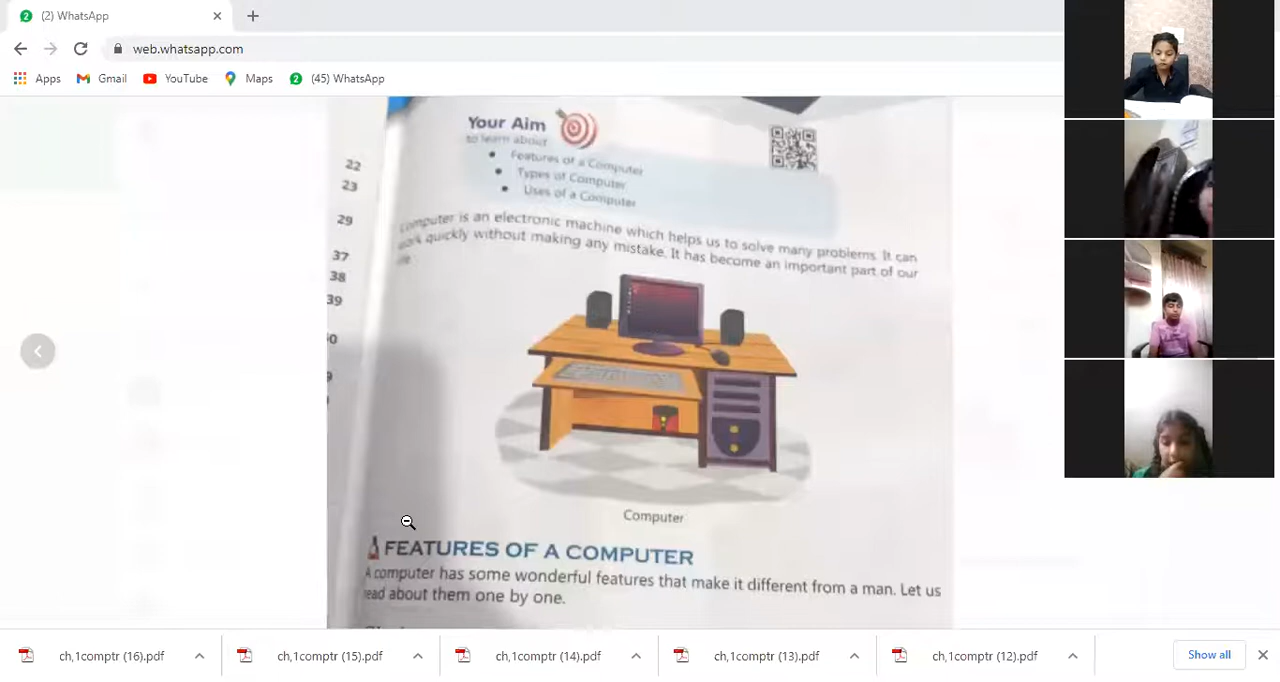 (2) WhatsApp
web.whatsapp.com
Apps
Gmail
YouTube
Maps
(45) WhatsApp
Your Aim
to learn about
Features of a Computer
Types of Computer
Uses of a Computer
22
23
29
37
38
39
Computer is an electronic machine which helps us to solve many problems. It can
work quickly without making any mistake. It has become an important part of our
Computer
FEATURES OF A COMPUTER
A computer has some wonderful features that make it different from a man. Let us
read about them one by one.
ch,1comptr (16).pdf
ch,1comptr (15).pdf
ch,1comptr (14).pdf
ch,1comptr (13).pdf
ch,1comptr (12).pdf
Show all